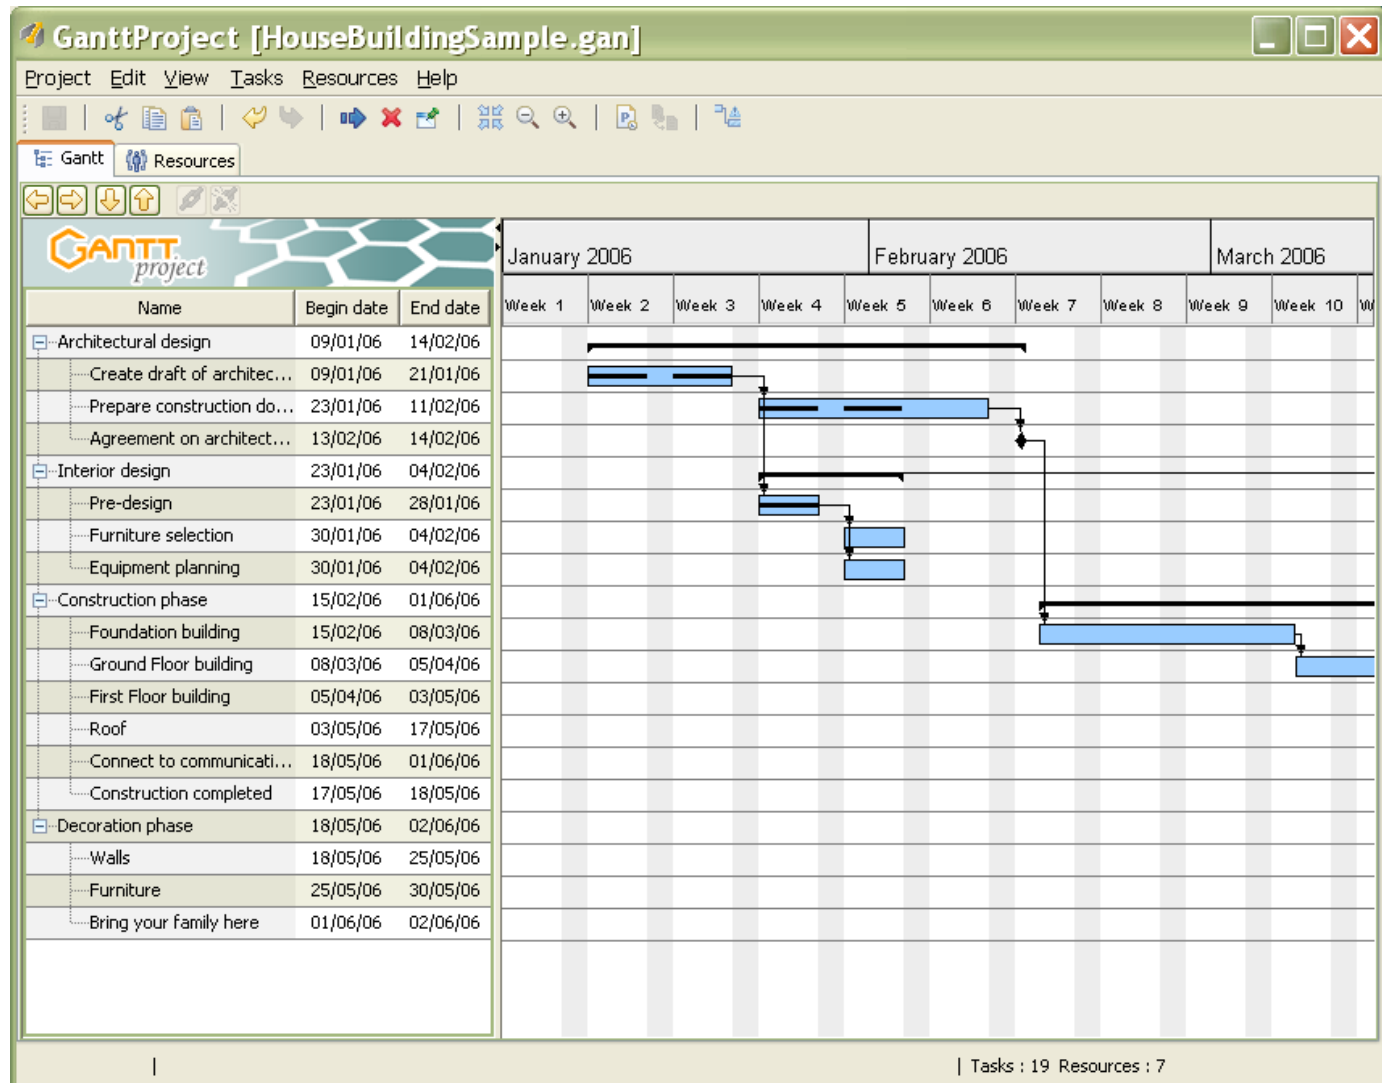 GanttProject [HouseBuildingSample.gan]
Project Edit View Tasks Resources Help
Gantt Resources
GANTT
project
January 2006 February 2006 March 2006
Name Begin date End date Week 1 Week 2 Week 3 Week 4 Week 5 Week 6 Week 7 Week 8 Week 9 Week 10 W
Architectural design 09/01/06 14/02/06
Create draft of architec... 09/01/06 21/01/06
Prepare construction do... 23/01/06 11/02/06
Agreement on architect... 13/02/06 14/02/06
Interior design 23/01/06 04/02/06
Pre-design 23/01/06 28/01/06
Furniture selection 30/01/06 04/02/06
Equipment planning 30/01/06 04/02/06
Construction phase 15/02/06 01/06/06
Foundation building 15/02/06 08/03/06
Ground Floor building 08/03/06 05/04/06
First Floor building 05/04/06 03/05/06
Roof 03/05/06 17/05/06
Connect to communicati... 18/05/06 01/06/06
Construction completed 17/05/06 18/05/06
Decoration phase 18/05/06 02/06/06
Walls 18/05/06 25/05/06
Furniture 25/05/06 30/05/06
Bring your family here 01/06/06 02/06/06
Tasks : 19 Resources : 7